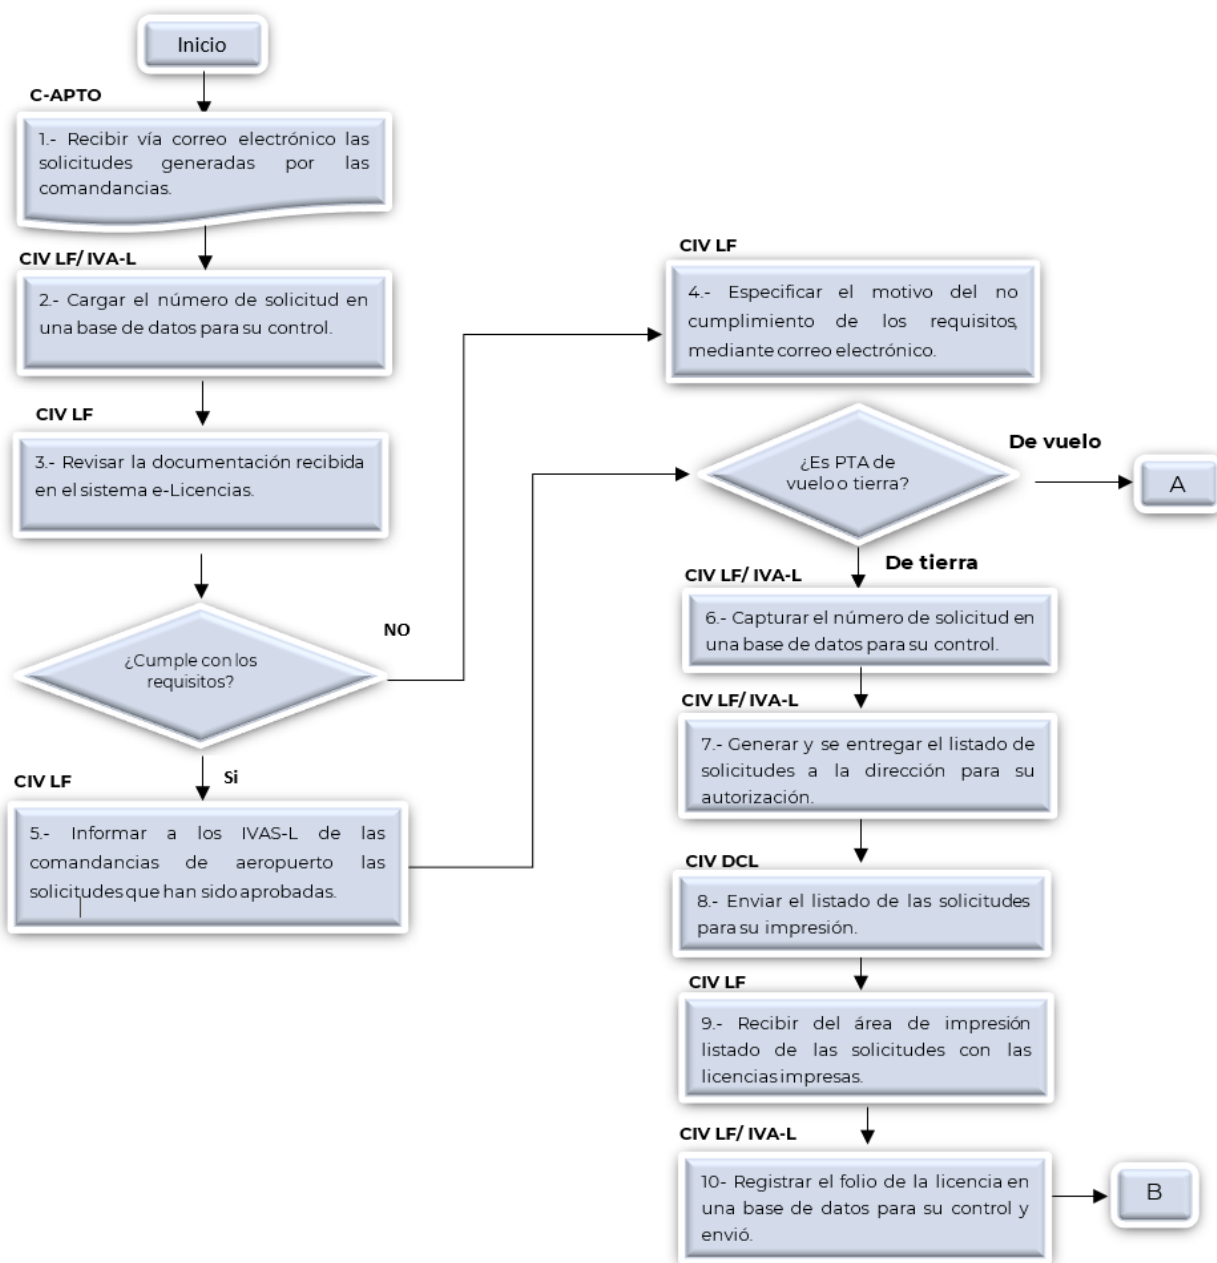 Inicio
C-APTO
1.- Recibir vía correo electrónico las
solicitudes generadas por las
comandancias.
CIV LF/ IVA-L
2.- Cargar el número de solicitud en
una base de datos para su control.
CIV LF
3.- Revisar la documentación recibida
en el sistema e-Licencias.
¿Cumple con los
requisitos?
NO
Si
CIV LF
5.- Informar a los IVAS-L de las
comandancias de aeropuerto las
solicitudes que han sido aprobadas.
CIV LF
4.- Especificar el motivo del no
cumplimiento de los requisitos,
mediante correo electrónico.
¿Es PTA de
vuelo o tierra?
De vuelo
A
De tierra
CIV LF/ IVA-L
6.- Capturar el número de solicitud en
una base de datos para su control.
CIV LF/ IVA-L
7.- Generar y se entregar el listado de
solicitudes a la dirección para su
autorización.
CIV DCL
8.- Enviar el listado de las solicitudes
para su impresión.
CIV LF
9.- Recibir del área de impresión
listado de las solicitudes con las
licencias impresas.
CIV LF/ IVA-L
10- Registrar el folio de la licencia en
una base de datos para su control y
envió.
B